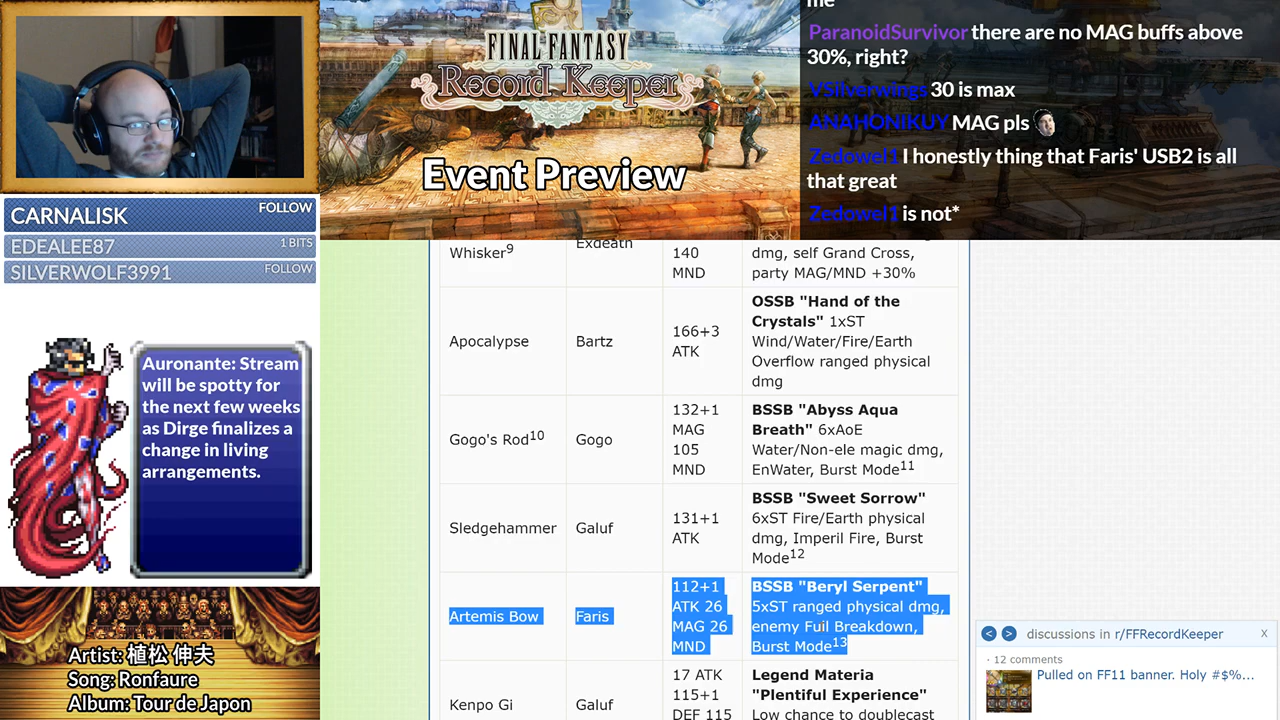 me
ParanoidSurvivor there are no MAG buffs above
30%, right?
VSilverwings 30 is max
ANAHONIKUY MAG pls
Zedowel1 I honestly thing that Faris' USB2 is all
that great
Zedowel1 is not*
FINAL FANTASY
Record Keeper
Event Preview
CARNALISK FOLLOW
EDEALEE87 1 BITS
SILVERWOLF3991 FOLLOW
Auronante: Stream
will be spotty for
the next few weeks
as Dirge finalizes a
change in living
arrangements.
Artist: 植松 伸夫
Song: Ronfaure
Album: Tour de Japon
Whisker9
Exdeath
140
MND
dmg, self Grand Cross,
party MAG/MND +30%
Apocalypse
Bartz
166+3
ATK
OSSB "Hand of the
Crystals" 1xST
Wind/Water/Fire/Earth
Overflow ranged physical
dmg
Gogo's Rod10
Gogo
132+1
MAG
105
MND
BSSB "Abyss Aqua
Breath" 6xAoE
Water/Non-ele magic dmg,
EnWater, Burst Mode11
Sledgehammer
Galuf
131+1
ATK
BSSB "Sweet Sorrow"
6xST Fire/Earth physical
dmg, Imperil Fire, Burst
Mode12
Artemis Bow
Faris
112+1
ATK 26
MAG 26
MND
BSSB "Beryl Serpent"
5xST ranged physical dmg,
enemy Full Breakdown,
Burst Mode13
Kenpo Gi
Galuf
17 ATK
115+1
DEF 115
Legend Materia
"Plentiful Experience"
Low chance to doublecast
discussions in r/FFRecordKeeper X
· 12 comments
Pulled on FF11 banner. Holy #$%...